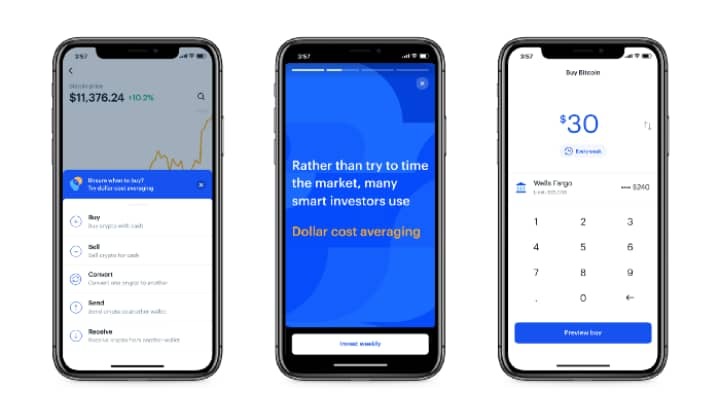 3:57
Bitcoin price
$11,376.24 +10.2%
Unsure when to buy?
Try dollar cost averaging
Buy
Buy crypto with cash
Sell
Sell crypto for cash
Convert
Convert one crypto to another
Send
Send crypto to another wallet
Receive
Receive crypto from another wallet
3:57
Rather than try to time
the market, many
smart investors use
Dollar cost averaging
Invest weekly
3:57
Buy Bitcoin
$30
Every week
Wells Fargo
1 2 3
4 5 6
7 8 9
. 0
Preview buy